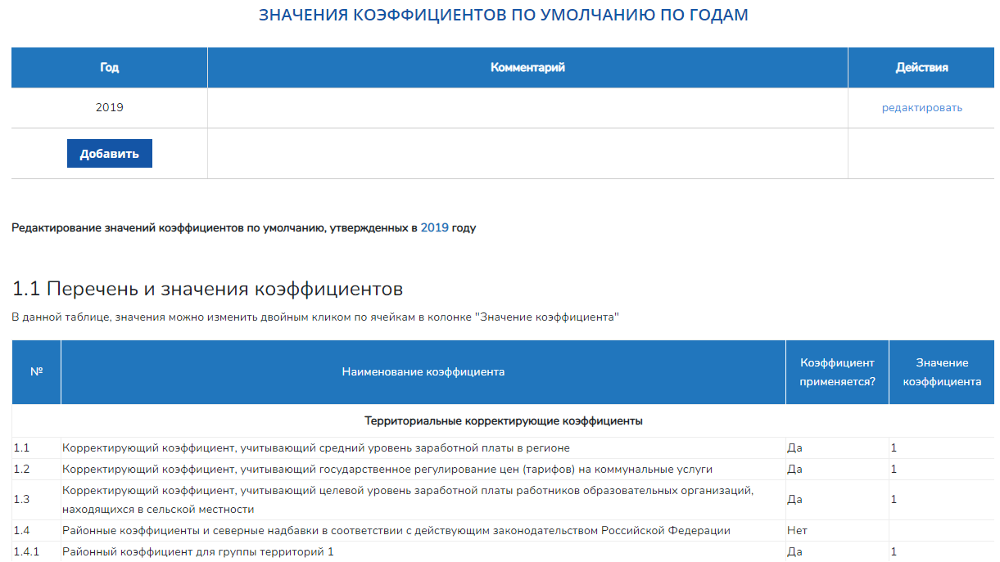 ЗНАЧЕНИЯ КОЭФФИЦИЕНТОВ ПО УМОЛЧАНИЮ ПО ГОДАМ
Год Комментарий Действия
2019 редактировать
Добавить
Редактирование значений коэффициентов по умолчанию, утвержденных в 2019 году
1.1 Перечень и значения коэффициентов
В данной таблице, значения можно изменить двойным кликом по ячейкам в колонке "Значение коэффициента"
№ Наименование коэффициента Коэффициент применяется? Значение коэффициента
Территориальные корректирующие коэффициенты
1.1 Корректирующий коэффициент, учитывающий средний уровень заработной платы в регионе Да 1
1.2 Корректирующий коэффициент, учитывающий государственное регулирование цен (тарифов) на коммунальные услуги Да 1
1.3 Корректирующий коэффициент, учитывающий целевой уровень заработной платы работников образовательных организаций,
находящихся в сельской местности Да 1
1.4 Районные коэффициенты и северные надбавки в соответствии с действующим законодательством Российской Федерации Нет
1.4.1 Районный коэффициент для группы территорий 1 Да 1